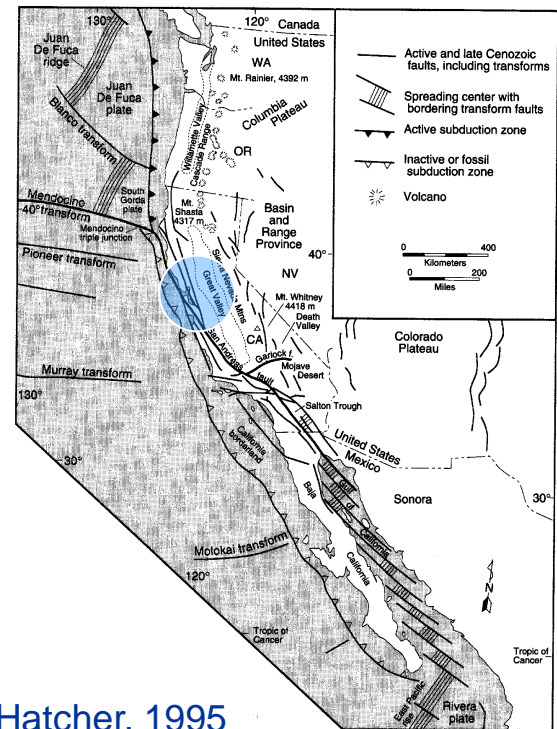 130°
120°
Canada
United States
Juan
De Fuca
ridge
Juan
De Fuca
plate
Blanco transform
WA
Mt. Rainier, 4392 m
Columbia
Plateau
Willamette Valley
Cascade Range
OR
South
Gorda
plate
Mt.
Shasta
4317 m
Mendocino
40° transform
Mendocino
triple junction
Pioneer transform
Basin
and
Range
Province
40°
NV
Sierra Nevada Mtns
Great Valley
Mt. Whitney
4418 m
Death
Valley
CA
San Andreas
fault
Garlock f.
Mojave
Desert
Colorado
Plateau
Murray transform
130°
Salton Trough
United States
Mexico
California
borderland
30°
Baja
California
Gulf
of
California
Sonora
30°
Molokai transform
120°
N
Tropic of
Cancer
Tropic of
Cancer
East Pacific
rise
Rivera
plate
Active and late Cenozoic
faults, including transforms
Spreading center with
bordering transform faults
Active subduction zone
Inactive or fossil
subduction zone
Volcano
0 400
Kilometers
0 200
Miles
Hatcher, 1995